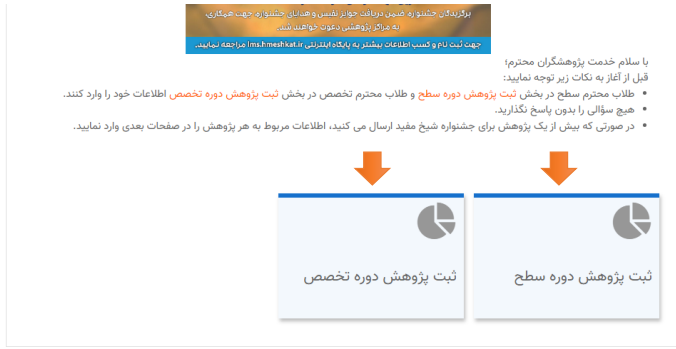 برگزیدگان جشنواره ضمن دریافت جوایز نفیس و هدایای جشنواره، جهت همکاری،
به مراکز پژوهشی دعوت خواهند شد.
جهت ثبت نام و کسب اطلاعات بیشتر به پایگاه اینترنتی lms.hmeshkat.ir مراجعه نمایید.
با سلام خدمت پژوهشگران محترم؛
قبل از آغاز به نکات زیر توجه نمایید:
طلاب محترم سطح در بخش ثبت پژوهش دوره سطح و طلاب محترم تخصص در بخش ثبت پژوهش دوره تخصص اطلاعات خود را وارد کنند.
هیچ سؤالی را بدون پاسخ نگذارید.
در صورتی که بیش از یک پژوهش برای جشنواره شیخ مفید ارسال می کنید، اطلاعات مربوط به هر پژوهش را در صفحات بعدی وارد نمایید.
ثبت پژوهش دوره سطح
ثبت پژوهش دوره تخصص